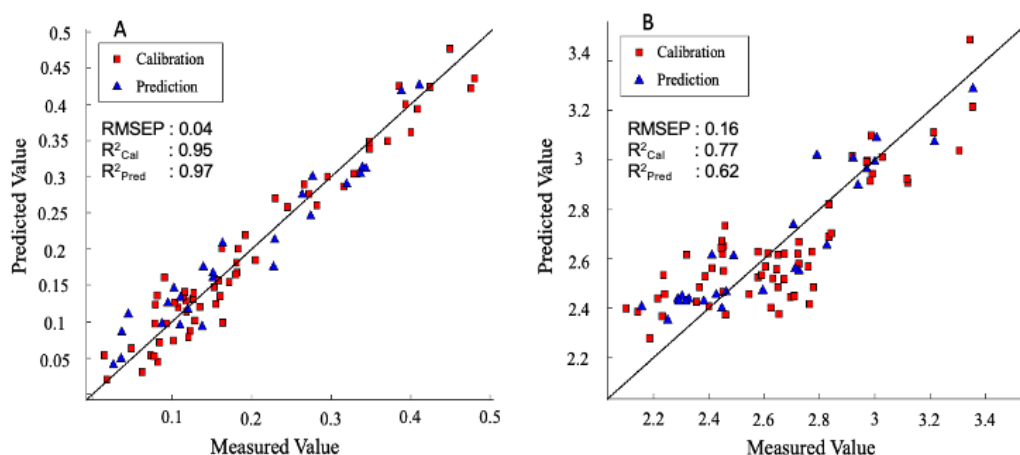 A
0.5
0.45
0.40
0.35
0.3
0.25
0.2
0.15
0.1
0.05
Calibration
Prediction
RMSEP : 0.04
R²Cal : 0.95
R²Pred : 0.97
Predicted Value
0.1
0.2
0.3
0.4
0.5
Measured Value
B
3.4
3.2
3
2.8
2.6
2.4
2.2
Calibration
Prediction
RMSEP : 0.16
R²Cal : 0.77
R²Pred : 0.62
Predicted Value
2.2
2.4
2.6
2.8
3
3.2
3.4
Measured Value